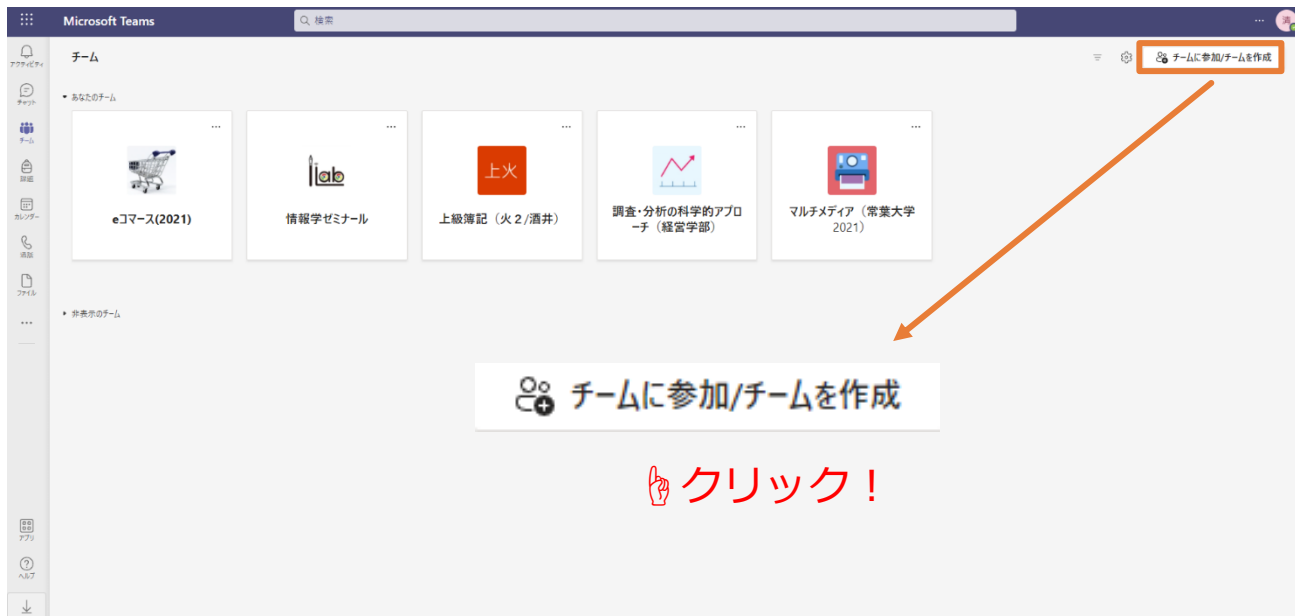 Microsoft Teams
検索
アクティビティ
チャット
チーム
課題
カレンダー
通話
ファイル
アプリ
ヘルプ
チーム
チームに参加/チームを作成
あなたのチーム
eコマース(2021)
llab
情報学ゼミナール
上火
上級簿記（火２/酒井）
調査・分析の科学的アプロ
ーチ（経営学部）
マルチメディア（常葉大学
2021）
非表示のチーム
チームに参加/チームを作成
クリック！